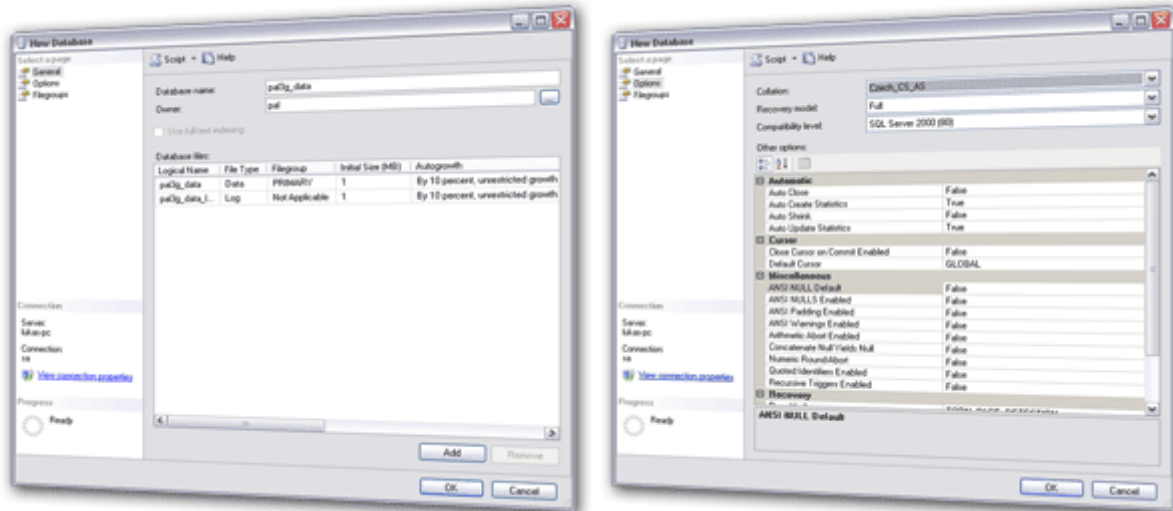 New Database
Select a page
General
Options
Filegroups
Script Help
Database name: pal3g_data
Owner: pal
...
Use full-text indexing
Database files:
Logical Name File Type Filegroup Initial Size (MB) Autogrowth
pal3g_data Data PRIMARY 1 By 10 percent, unrestricted growth
pal3g_data_l... Log Not Applicable 1 By 10 percent, unrestricted growth
Connection
Server:
lukas-pc
Connection:
sa
View connection properties
Progress
Ready
Add Remove
OK Cancel
New Database
Select a page
General
Options
Filegroups
Script Help
Collation: Czech_CS_AS
Recovery model: Full
Compatibility level: SQL Server 2000 (80)
Other options:
Automatic
Auto Close False
Auto Create Statistics True
Auto Shrink False
Auto Update Statistics True
Cursor
Close Cursor on Commit Enabled False
Default Cursor GLOBAL
Miscellaneous
ANSI NULL Default False
ANSI NULLS Enabled False
ANSI Padding Enabled False
ANSI Warnings Enabled False
Arithmetic Abort Enabled False
Concatenate Null Yields Null False
Numeric Round-Abort False
Quoted Identifiers Enabled False
Recursive Triggers Enabled False
Recovery
ANSI NULL Default
Connection
Server:
lukas-pc
Connection:
sa
View connection properties
Progress
Ready
OK Cancel